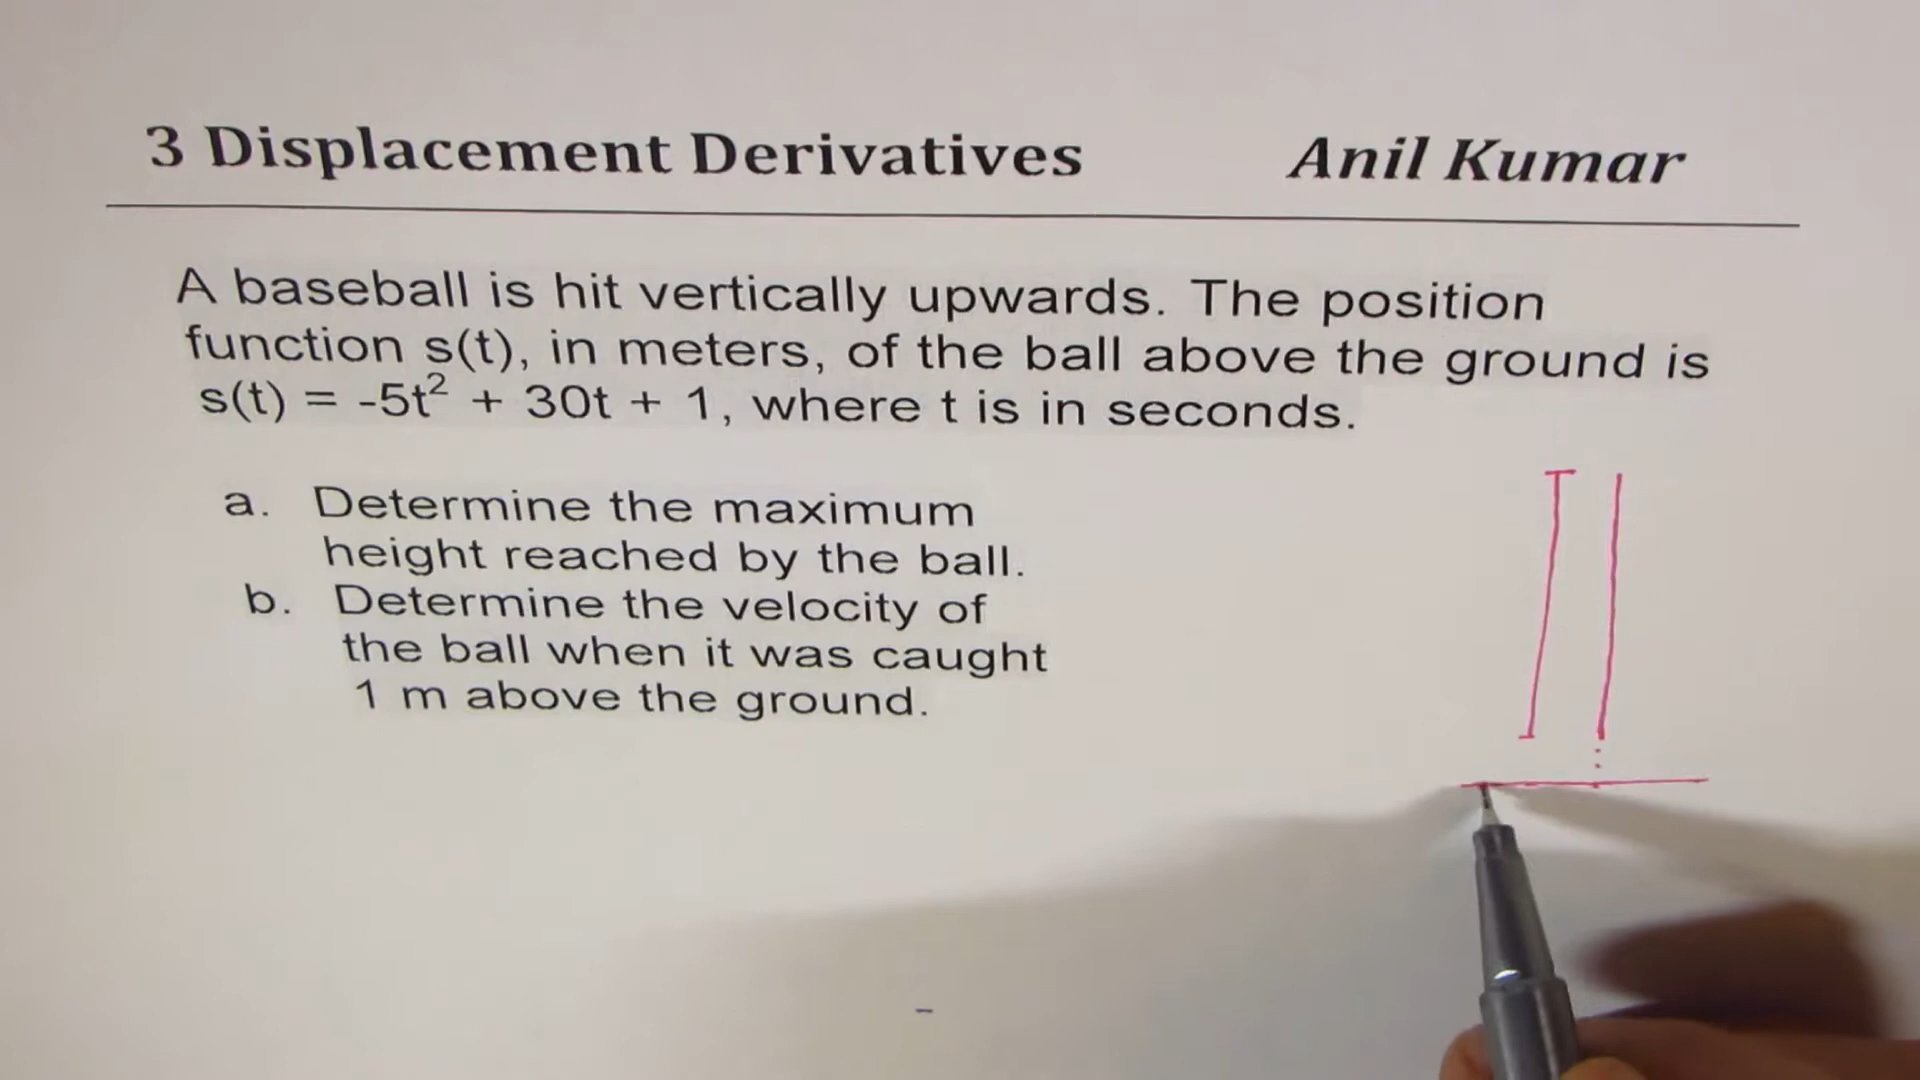 3 Displacement Derivatives Anil Kumar
A baseball is hit vertically upwards. The position
function s(t), in meters, of the ball above the ground is
s(t) = -5t² + 30t + 1, where t is in seconds.
a. Determine the maximum
height reached by the ball.
b. Determine the velocity of
the ball when it was caught
1 m above the ground.